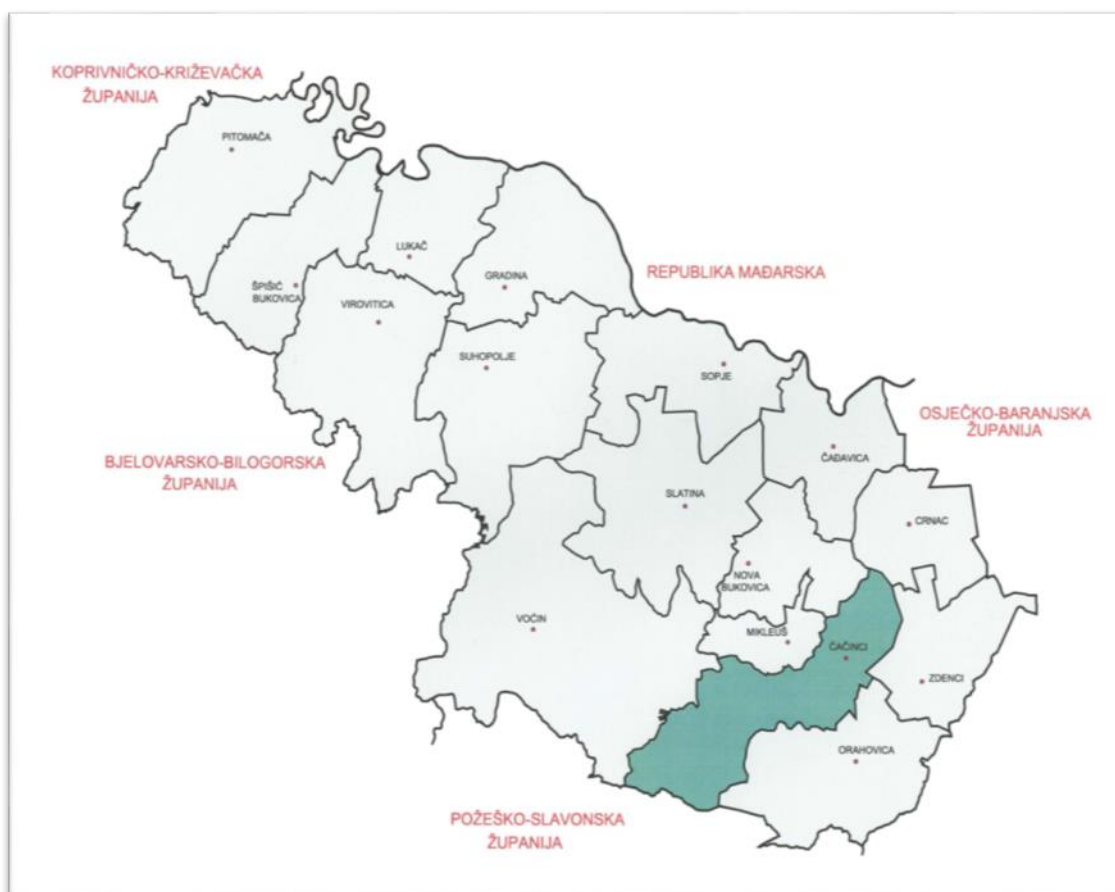 KOPRIVNIČKO-KRIŽEVAČKA
ŽUPANIJA
PITOMAČA
LUKAČ
GRADINA
REPUBLIKA MAĐARSKA
ŠPIŠIĆ
BUKOVICA
VIROVITICA
SUHOPOLJE
SOPJE
OSJEČKO-BARANJSKA
ŽUPANIJA
BJELOVARSKO-BILOGORSKA
ŽUPANIJA
ČAĐAVICA
SLATINA
CRNAC
NOVA
BUKOVICA
VOĆIN
MIKLEUŠ
ČAČINCI
ZDENCI
ORAHOVICA
POŽEŠKO-SLAVONSKA
ŽUPANIJA